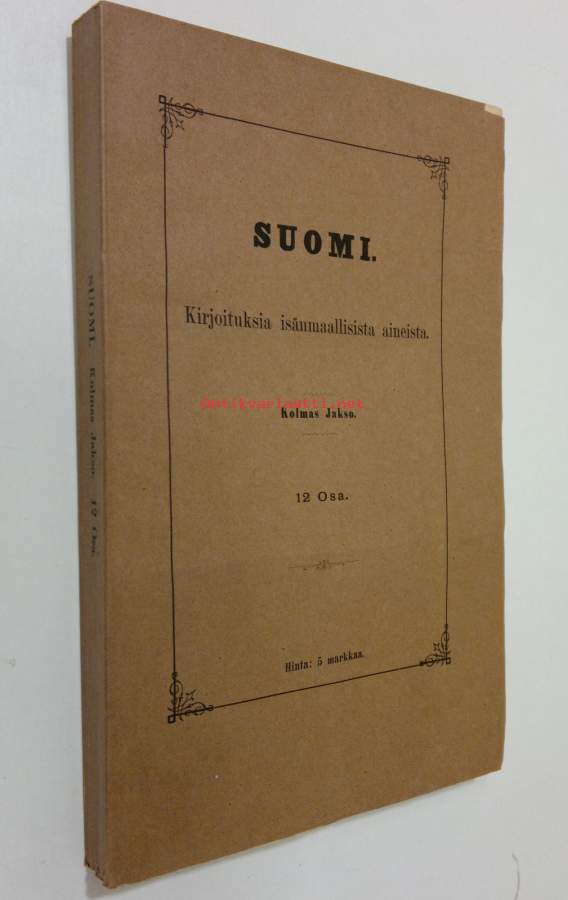 SUOMI.
Kirjoituksia isänmaallisista aineista.
antikvariaatti.net
Kolmas Jakso.
12 Osa.
Hinta: 5 markkaa.
SUOMI. Kolmas Jakso. 12 Osa.